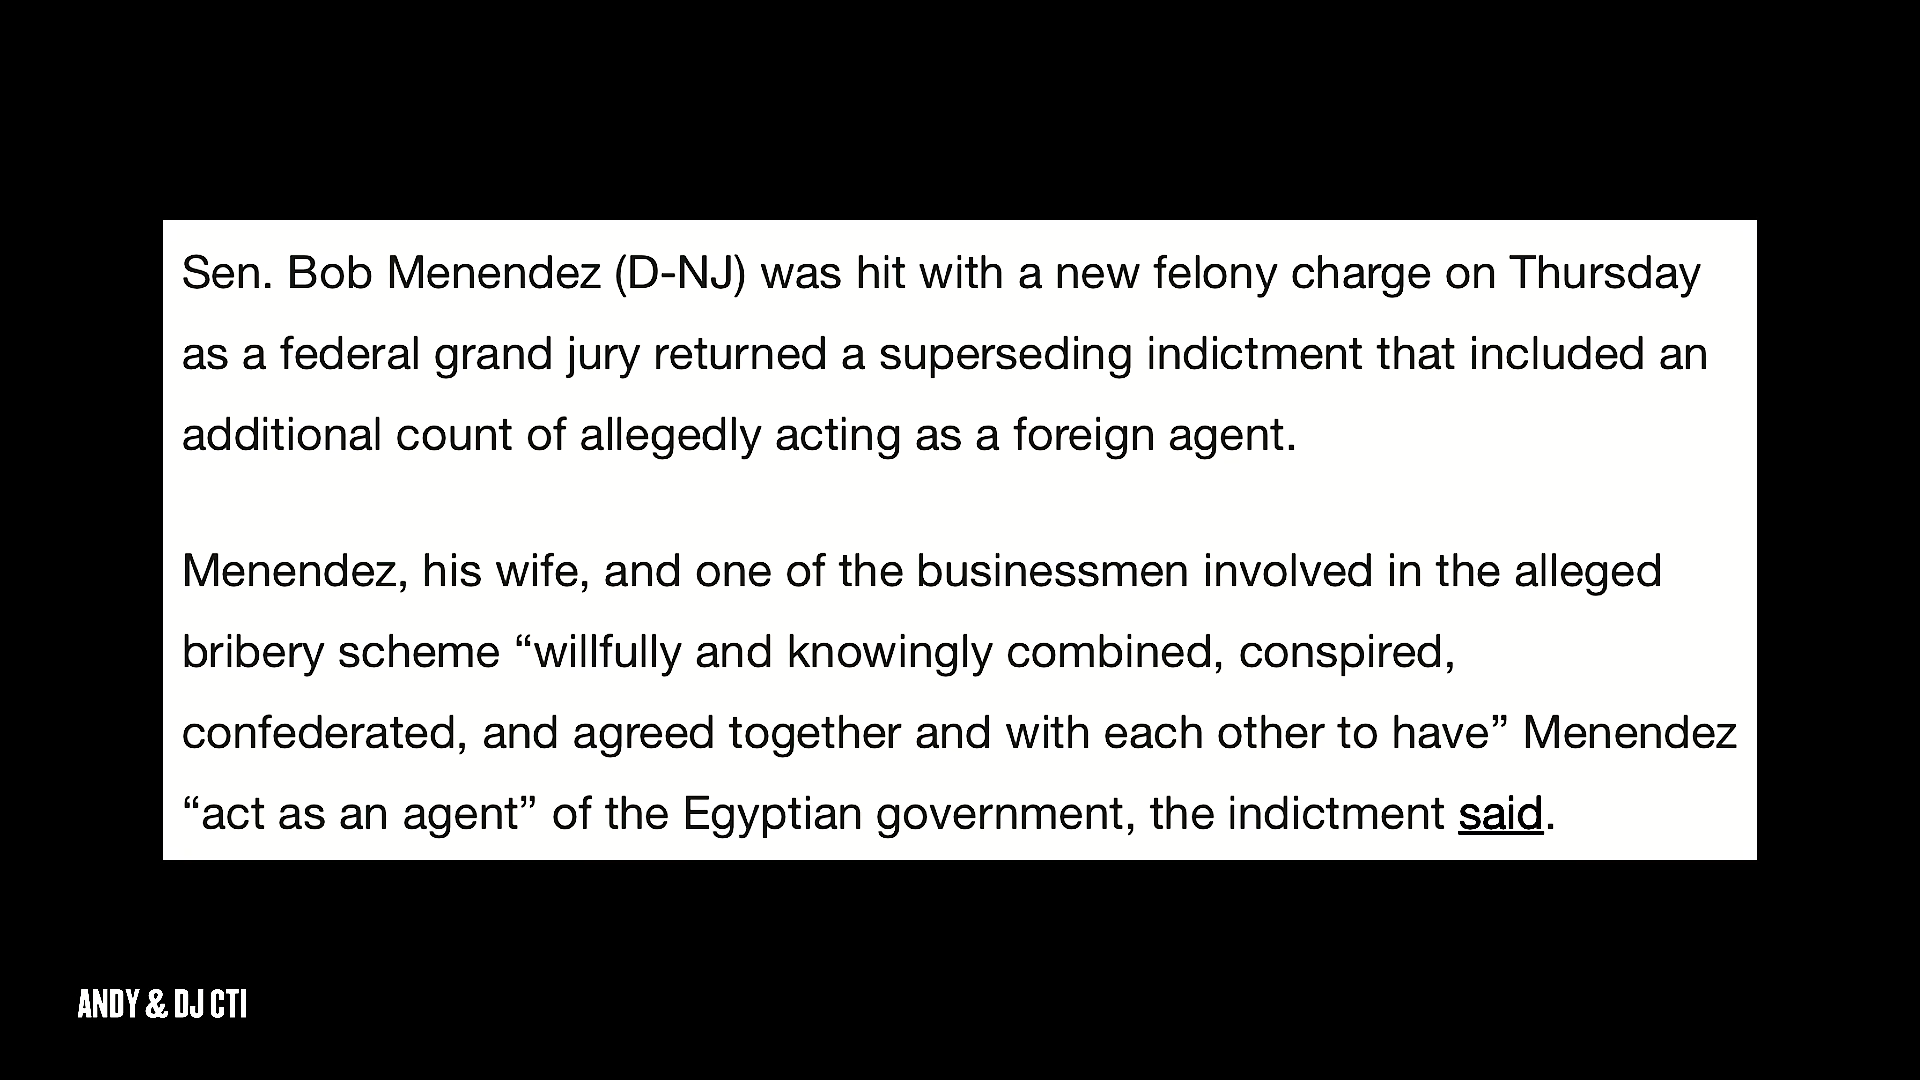 Sen. Bob Menendez (D-NJ) was hit with a new felony charge on Thursday
as a federal grand jury returned a superseding indictment that included an
additional count of allegedly acting as a foreign agent.
Menendez, his wife, and one of the businessmen involved in the alleged
bribery scheme “willfully and knowingly combined, conspired,
confederated, and agreed together and with each other to have” Menendez
“act as an agent” of the Egyptian government, the indictment said.
ANDY & DJ CTI